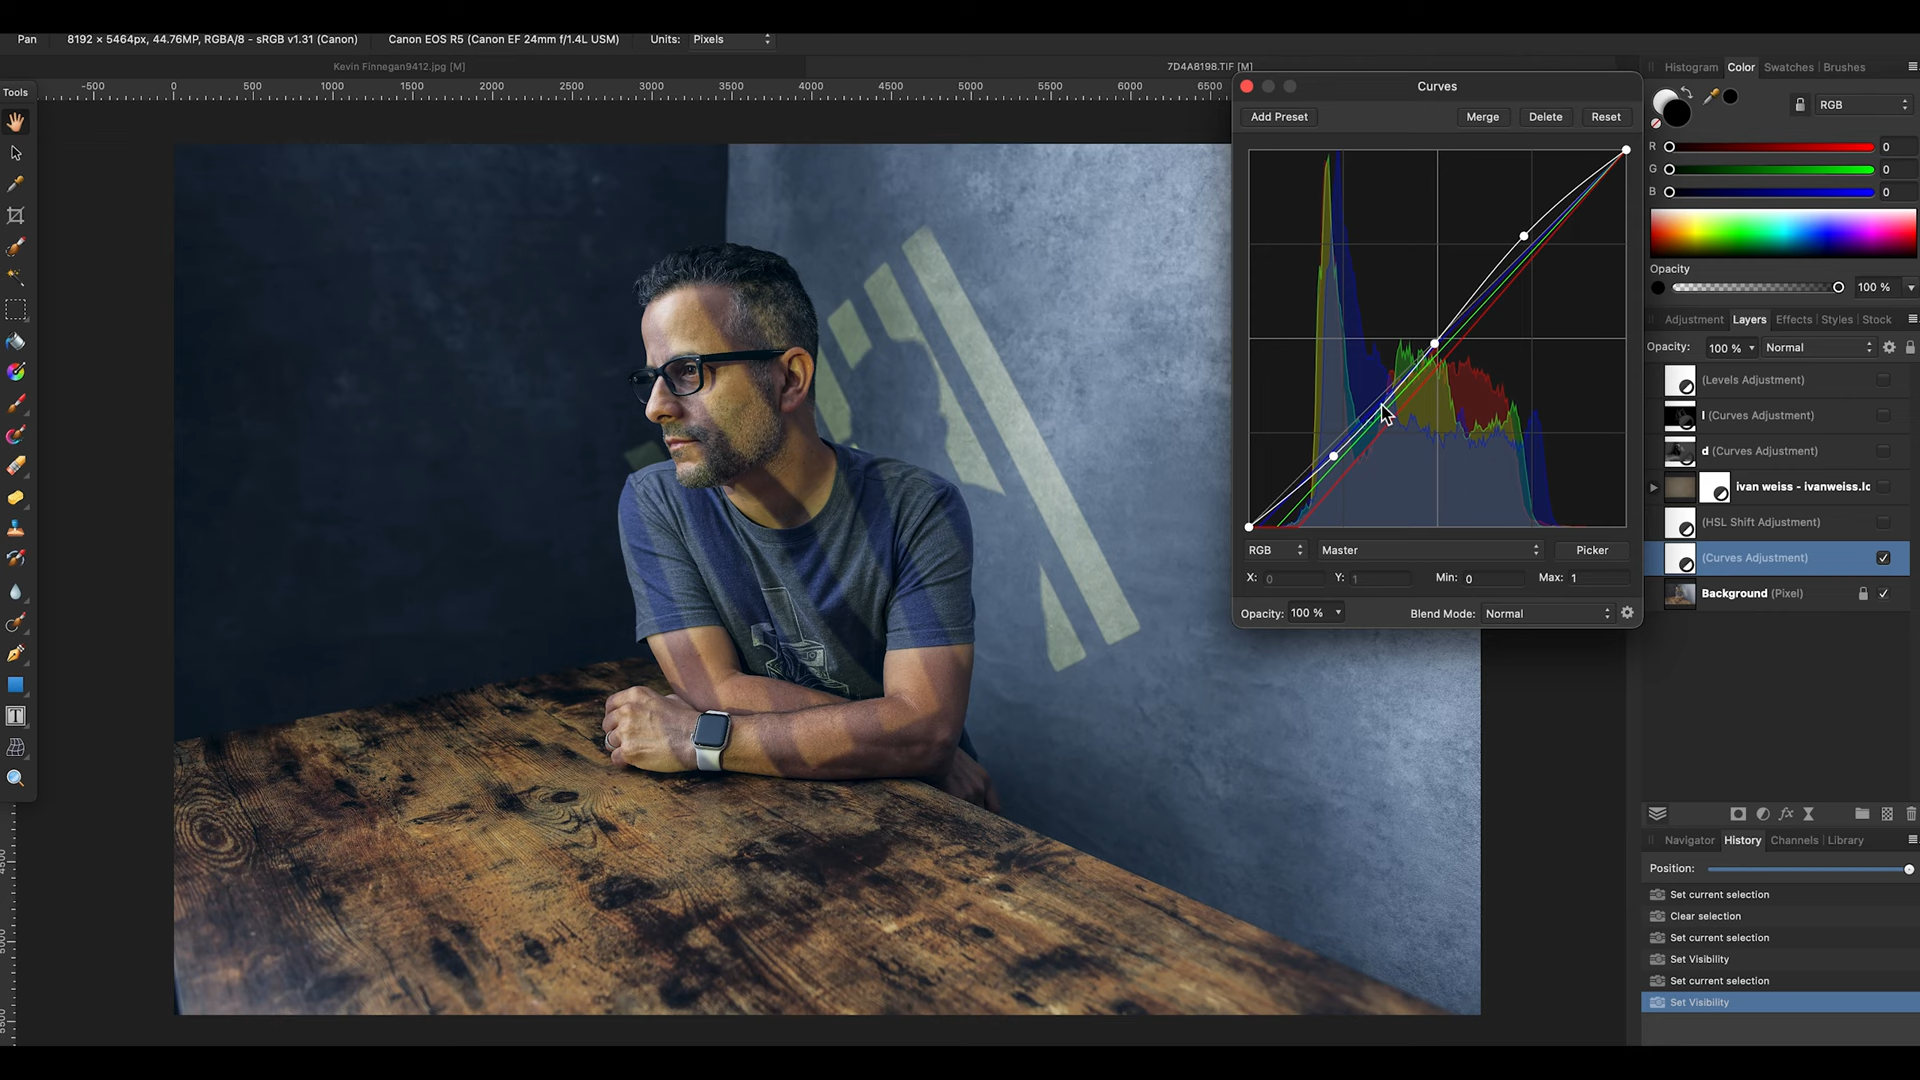 Pan 8192 × 5464px, 44.76MP, RGBA/8 - sRGB v1.31 (Canon) Canon EOS R5 (Canon EF 24mm f/1.4L USM) Units: Pixels
Kevin Finnegan9412.jpg [M] 7D4A8198.TIF [M]
-500 0 500 1000 1500 2000 2500 3000 3500 4000 4500 5000 5500 6000 6500
Tools
Curves
Add Preset Merge Delete Reset
RGB Master Picker
X: 0 Y: 1 Min: 0 Max: 1
Opacity: 100 % Blend Mode: Normal
Histogram Color Swatches Brushes
RGB
R 0
G 0
B 0
Opacity
100 %
Adjustment Layers Effects Styles Stock
Opacity: 100 % Normal
(Levels Adjustment)
l (Curves Adjustment)
d (Curves Adjustment)
ivan weiss - ivanweiss.lc
(HSL Shift Adjustment)
(Curves Adjustment)
Background (Pixel)
fx
Navigator History Channels Library
Position:
Set current selection
Clear selection
Set current selection
Set Visibility
Set current selection
Set Visibility
T
4500
5000
5500